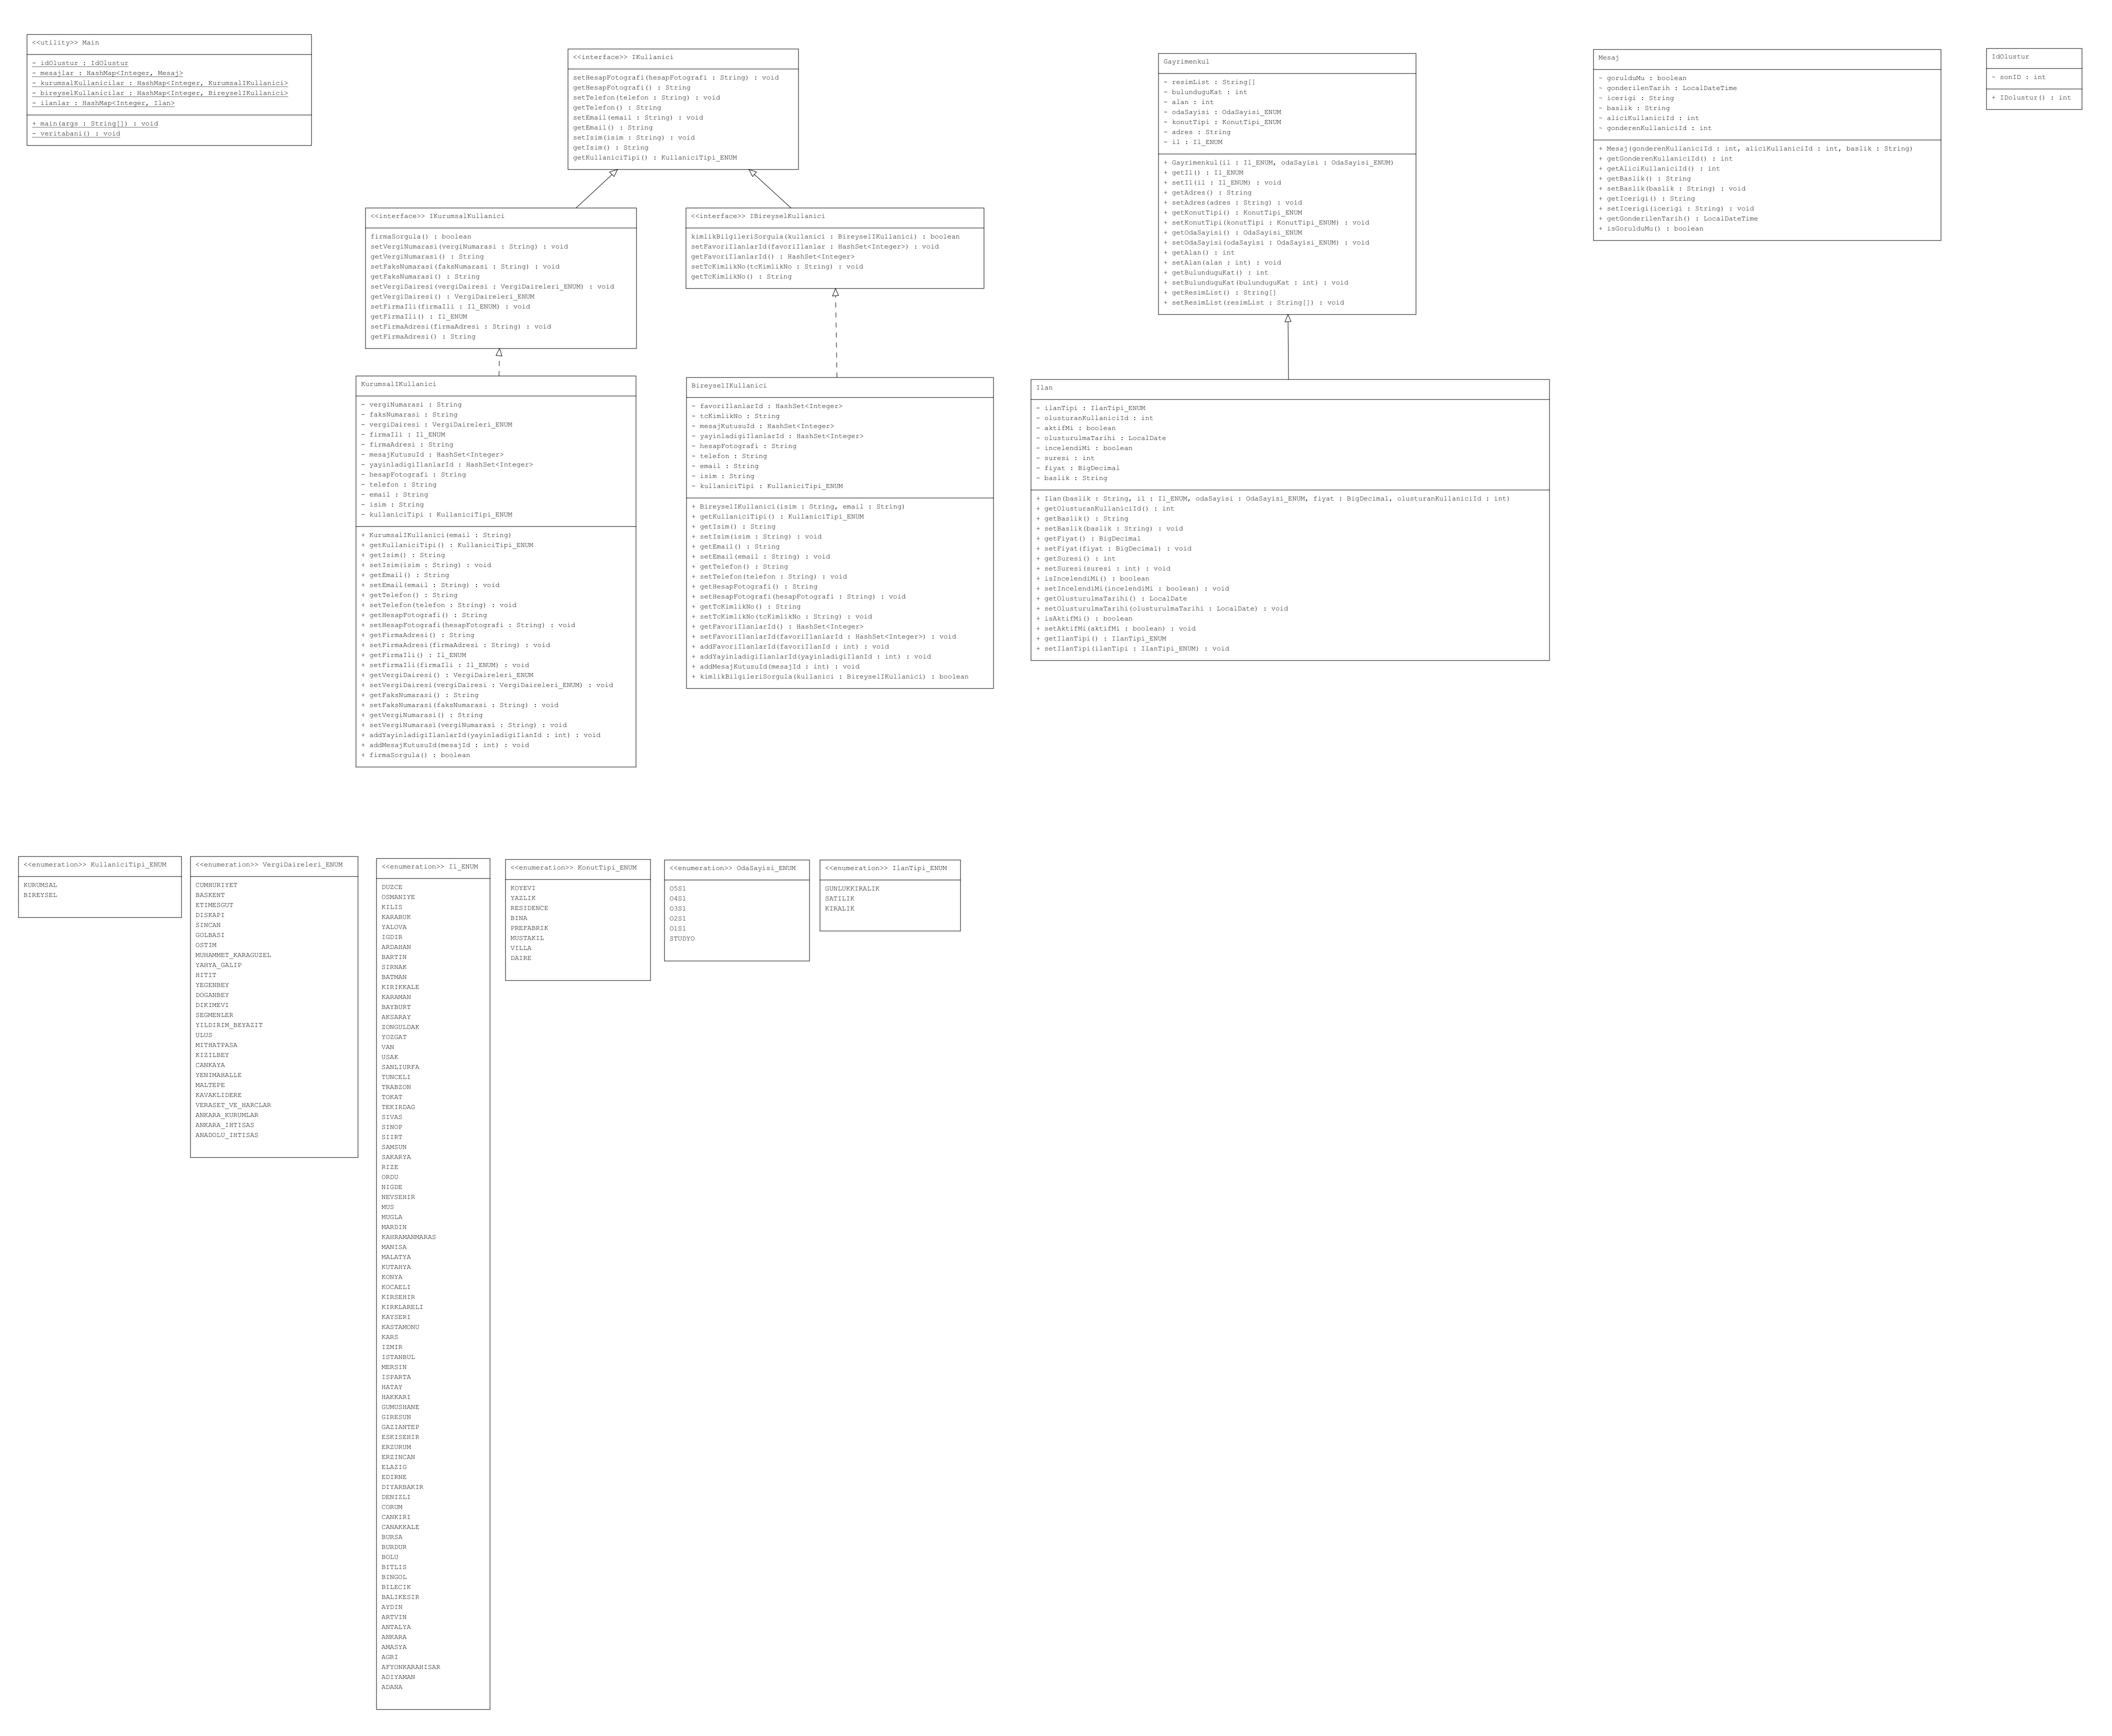 <<utility>> Main
- idOlustur : IdOlustur
- mesajlar : HashMap<Integer, Mesaj>
- kurumsalKullanicilar : HashMap<Integer, KurumsalIKullanici>
- bireyselKullanicilar : HashMap<Integer, BireyselIKullanici>
- ilanlar : HashMap<Integer, Ilan>
+ main(args : String[]) : void
- veritabani() : void
<<interface>> IKullanici
setHesapFotografi(hesapFotografi : String) : void
getHesapFotografi() : String
setTelefon(telefon : String) : void
getTelefon() : String
setEmail(email : String) : void
getEmail() : String
setIsim(isim : String) : void
getIsim() : String
getKullaniciTipi() : KullaniciTipi_ENUM
Gayrimenkul
- resimList : String[]
- bulunduguKat : int
- alan : int
- odaSayisi : OdaSayisi_ENUM
- konutTipi : KonutTipi_ENUM
- adres : String
- il : Il_ENUM
+ Gayrimenkul(il : Il_ENUM, odaSayisi : OdaSayisi_ENUM)
+ getIl() : Il_ENUM
+ setIl(il : Il_ENUM) : void
+ getAdres() : String
+ setAdres(adres : String) : void
+ getKonutTipi() : KonutTipi_ENUM
+ setKonutTipi(konutTipi : KonutTipi_ENUM) : void
+ getOdaSayisi() : OdaSayisi_ENUM
+ setOdaSayisi(odaSayisi : OdaSayisi_ENUM) : void
+ getAlan() : int
+ setAlan(alan : int) : void
+ getBulunduguKat() : int
+ setBulunduguKat(bulunduguKat : int) : void
+ getResimList() : String[]
+ setResimList(resimList : String[]) : void
Mesaj
- gorulduMu : boolean
~ gonderilenTarih : LocalDateTime
- icerigi : String
- baslik : String
- aliciKullaniciId : int
~ gonderenKullaniciId : int
+ Mesaj(gonderenKullaniciId : int, aliciKullaniciId : int, baslik : String)
+ getGonderenKullaniciId() : int
+ getAliciKullaniciId() : int
+ getBaslik() : String
+ setBaslik(baslik : String) : void
+ getIcerigi() : String
+ setIcerigi(icerigi : String) : void
+ getGonderilenTarih() : LocalDateTime
+ isGorulduMu() : boolean
IdOlustur
~ sonID : int
+ IDolustur() : int
<<interface>> IKurumsalKullanici
firmaSorgula() : boolean
setVergiNumarasi(vergiNumarasi : String) : void
getVergiNumarasi() : String
setFaksNumarasi(faksNumarasi : String) : void
getFaksNumarasi() : String
setVergiDairesi(vergiDairesi : VergiDaireleri_ENUM) : void
getVergiDairesi() : VergiDaireleri_ENUM
setFirmaIli(firmaIli : Il_ENUM) : void
getFirmaIli() : Il_ENUM
setFirmaAdresi(firmaAdresi : String) : void
getFirmaAdresi() : String
<<interface>> IBireyselKullanici
kimlikBilgileriSorgula(kullanici : BireyselIKullanici) : boolean
setFavoriIlanlarId(favoriIlanlar : HashSet<Integer>) : void
getFavoriIlanlarId() : HashSet<Integer>
setTcKimlikNo(tcKimlikNo : String) : void
getTcKimlikNo() : String
KurumsalIKullanici
- vergiNumarasi : String
- faksNumarasi : String
- vergiDairesi : VergiDaireleri_ENUM
- firmaIli : Il_ENUM
- firmaAdresi : String
- mesajKutusuId : HashSet<Integer>
- yayinladigiIlanlarId : HashSet<Integer>
- hesapFotografi : String
- telefon : String
- email : String
- isim : String
- kullaniciTipi : KullaniciTipi_ENUM
+ KurumsalIKullanici(email : String)
+ getKullaniciTipi() : KullaniciTipi_ENUM
+ getIsim() : String
+ setIsim(isim : String) : void
+ getEmail() : String
+ setEmail(email : String) : void
+ getTelefon() : String
+ setTelefon(telefon : String) : void
+ getHesapFotografi() : String
+ setHesapFotografi(hesapFotografi : String) : void
+ getFirmaAdresi() : String
+ setFirmaAdresi(firmaAdresi : String) : void
+ getFirmaIli() : Il_ENUM
+ setFirmaIli(firmaIli : Il_ENUM) : void
+ getVergiDairesi() : VergiDaireleri_ENUM
+ setVergiDairesi(vergiDairesi : VergiDaireleri_ENUM) : void
+ getFaksNumarasi() : String
+ setFaksNumarasi(faksNumarasi : String) : void
+ getVergiNumarasi() : String
+ setVergiNumarasi(vergiNumarasi : String) : void
+ addYayinladigiIlanlarId(yayinladigiIlanId : int) : void
+ addMesajKutusuId(mesajId : int) : void
+ firmaSorgula() : boolean
BireyselIKullanici
- favoriIlanlarId : HashSet<Integer>
- tcKimlikNo : String
- mesajKutusuId : HashSet<Integer>
- yayinladigiIlanlarId : HashSet<Integer>
- hesapFotografi : String
- telefon : String
- email : String
- isim : String
- kullaniciTipi : KullaniciTipi_ENUM
+ BireyselIKullanici(isim : String, email : String)
+ getKullaniciTipi() : KullaniciTipi_ENUM
+ getIsim() : String
+ setIsim(isim : String) : void
+ getEmail() : String
+ setEmail(email : String) : void
+ getTelefon() : String
+ setTelefon(telefon : String) : void
+ getHesapFotografi() : String
+ setHesapFotografi(hesapFotografi : String) : void
+ getTcKimlikNo() : String
+ setTcKimlikNo(tcKimlikNo : String) : void
+ getFavoriIlanlarId() : HashSet<Integer>
+ setFavoriIlanlarId(favoriIlanlarId : HashSet<Integer>) : void
+ addFavoriIlanlarId(favoriIlanId : int) : void
+ addYayinladigiIlanlarId(yayinladigiIlanId : int) : void
+ addMesajKutusuId(mesajId : int) : void
+ kimlikBilgileriSorgula(kullanici : BireyselIKullanici) : boolean
Ilan
- ilanTipi : IlanTipi_ENUM
- olusturanKullaniciId : int
- aktifMi : boolean
- olusturulmaTarihi : LocalDate
- incelendiMi : boolean
- suresi : int
- fiyat : BigDecimal
- baslik : String
+ Ilan(baslik : String, il : Il_ENUM, odaSayisi : OdaSayisi_ENUM, fiyat : BigDecimal, olusturanKullaniciId : int)
+ getOlusturanKullaniciId() : int
+ getBaslik() : String
+ setBaslik(baslik : String) : void
+ getFiyat() : BigDecimal
+ setFiyat(fiyat : BigDecimal) : void
+ getSuresi() : int
+ setSuresi(suresi : int) : void
+ isIncelendiMi() : boolean
+ setIncelendiMi(incelendiMi : boolean) : void
+ getOlusturulmaTarihi() : LocalDate
+ setOlusturulmaTarihi(olusturulmaTarihi : LocalDate) : void
+ isAktifMi() : boolean
+ setAktifMi(aktifMi : boolean) : void
+ getIlanTipi() : IlanTipi_ENUM
+ setIlanTipi(ilanTipi : IlanTipi_ENUM) : void
<<enumeration>> KullaniciTipi_ENUM
KURUMSAL
BIREYSEL
<<enumeration>> VergiDaireleri_ENUM
CUMHURIYET
BASKENT
ETIMESGUT
DISKAPI
SINCAN
GOLBASI
OSTIM
MUHAMMET_KARAGUZEL
YAHYA_GALIP
HITIT
YEGENBEY
DOGANBEY
DIKIMEVI
SEGMENLER
YILDIRIM_BEYAZIT
ULUS
MITHATPASA
KIZILBEY
CANKAYA
YENIMAHALLE
MALTEPE
KAVAKLIDERE
VERASET_VE_HARCLAR
ANKARA_KURUMLAR
ANKARA_IHTISAS
ANADOLU_IHTISAS
<<enumeration>> Il_ENUM
DUZCE
OSMANIYE
KILIS
KARABUK
YALOVA
IGDIR
ARDAHAN
BARTIN
SIRNAK
BATMAN
KIRIKKALE
KARAMAN
BAYBURT
AKSARAY
ZONGULDAK
YOZGAT
VAN
USAK
SANLIURFA
TUNCELI
TRABZON
TOKAT
TEKIRDAG
SIVAS
SINOP
SIIRT
SAMSUN
SAKARYA
RIZE
ORDU
NIGDE
NEVSEHIR
MUS
MUGLA
MARDIN
KAHRAMANMARAS
MANISA
MALATYA
KUTAHYA
KONYA
KOCAELI
KIRSEHIR
KIRKLARELI
KAYSERI
KASTAMONU
KARS
IZMIR
ISTANBUL
MERSIN
ISPARTA
HATAY
HAKKARI
GUMUSHANE
GIRESUN
GAZIANTEP
ESKISEHIR
ERZURUM
ERZINCAN
ELAZIG
EDIRNE
DIYARBAKIR
DENIZLI
CORUM
CANKIRI
CANAKKALE
BURSA
BURDUR
BOLU
BITLIS
BINGOL
BILECIK
BALIKESIR
AYDIN
ARTVIN
ANTALYA
ANKARA
AMASYA
AGRI
AFYONKARAHISAR
ADIYAMAN
ADANA
<<enumeration>> KonutTipi_ENUM
KOYEVI
YAZLIK
RESIDENCE
BINA
PREFABRIK
MUSTAKIL
VILLA
DAIRE
<<enumeration>> OdaSayisi_ENUM
O5S1
O4S1
O3S1
O2S1
O1S1
STUDYO
<<enumeration>> IlanTipi_ENUM
GUNLUKKIRALIK
SATILIK
KIRALIK